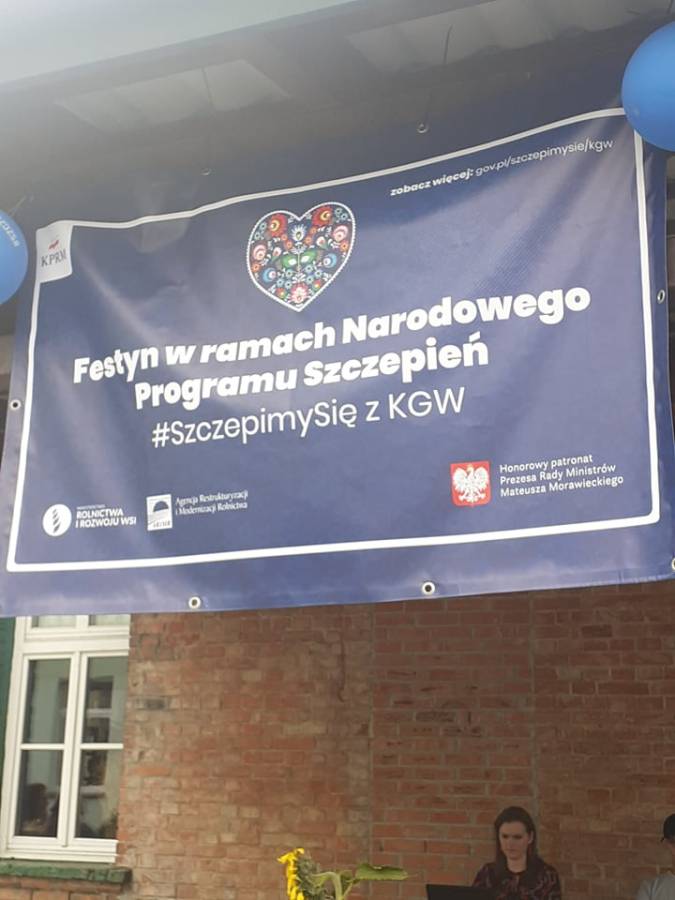 zobacz więcej: gov.pl/szczepimysie/kgw
KPRM
Festyn w ramach Narodowego
Programu Szczepień
#SzczepimySię z KGW
MINISTERSTWO
ROLNICTWA
I ROZWOJU WSI
Agencja Restrukturyzacji
i Modernizacji Rolnictwa
Honorowy patronat
Prezesa Rady Ministrów
Mateusza Morawieckiego